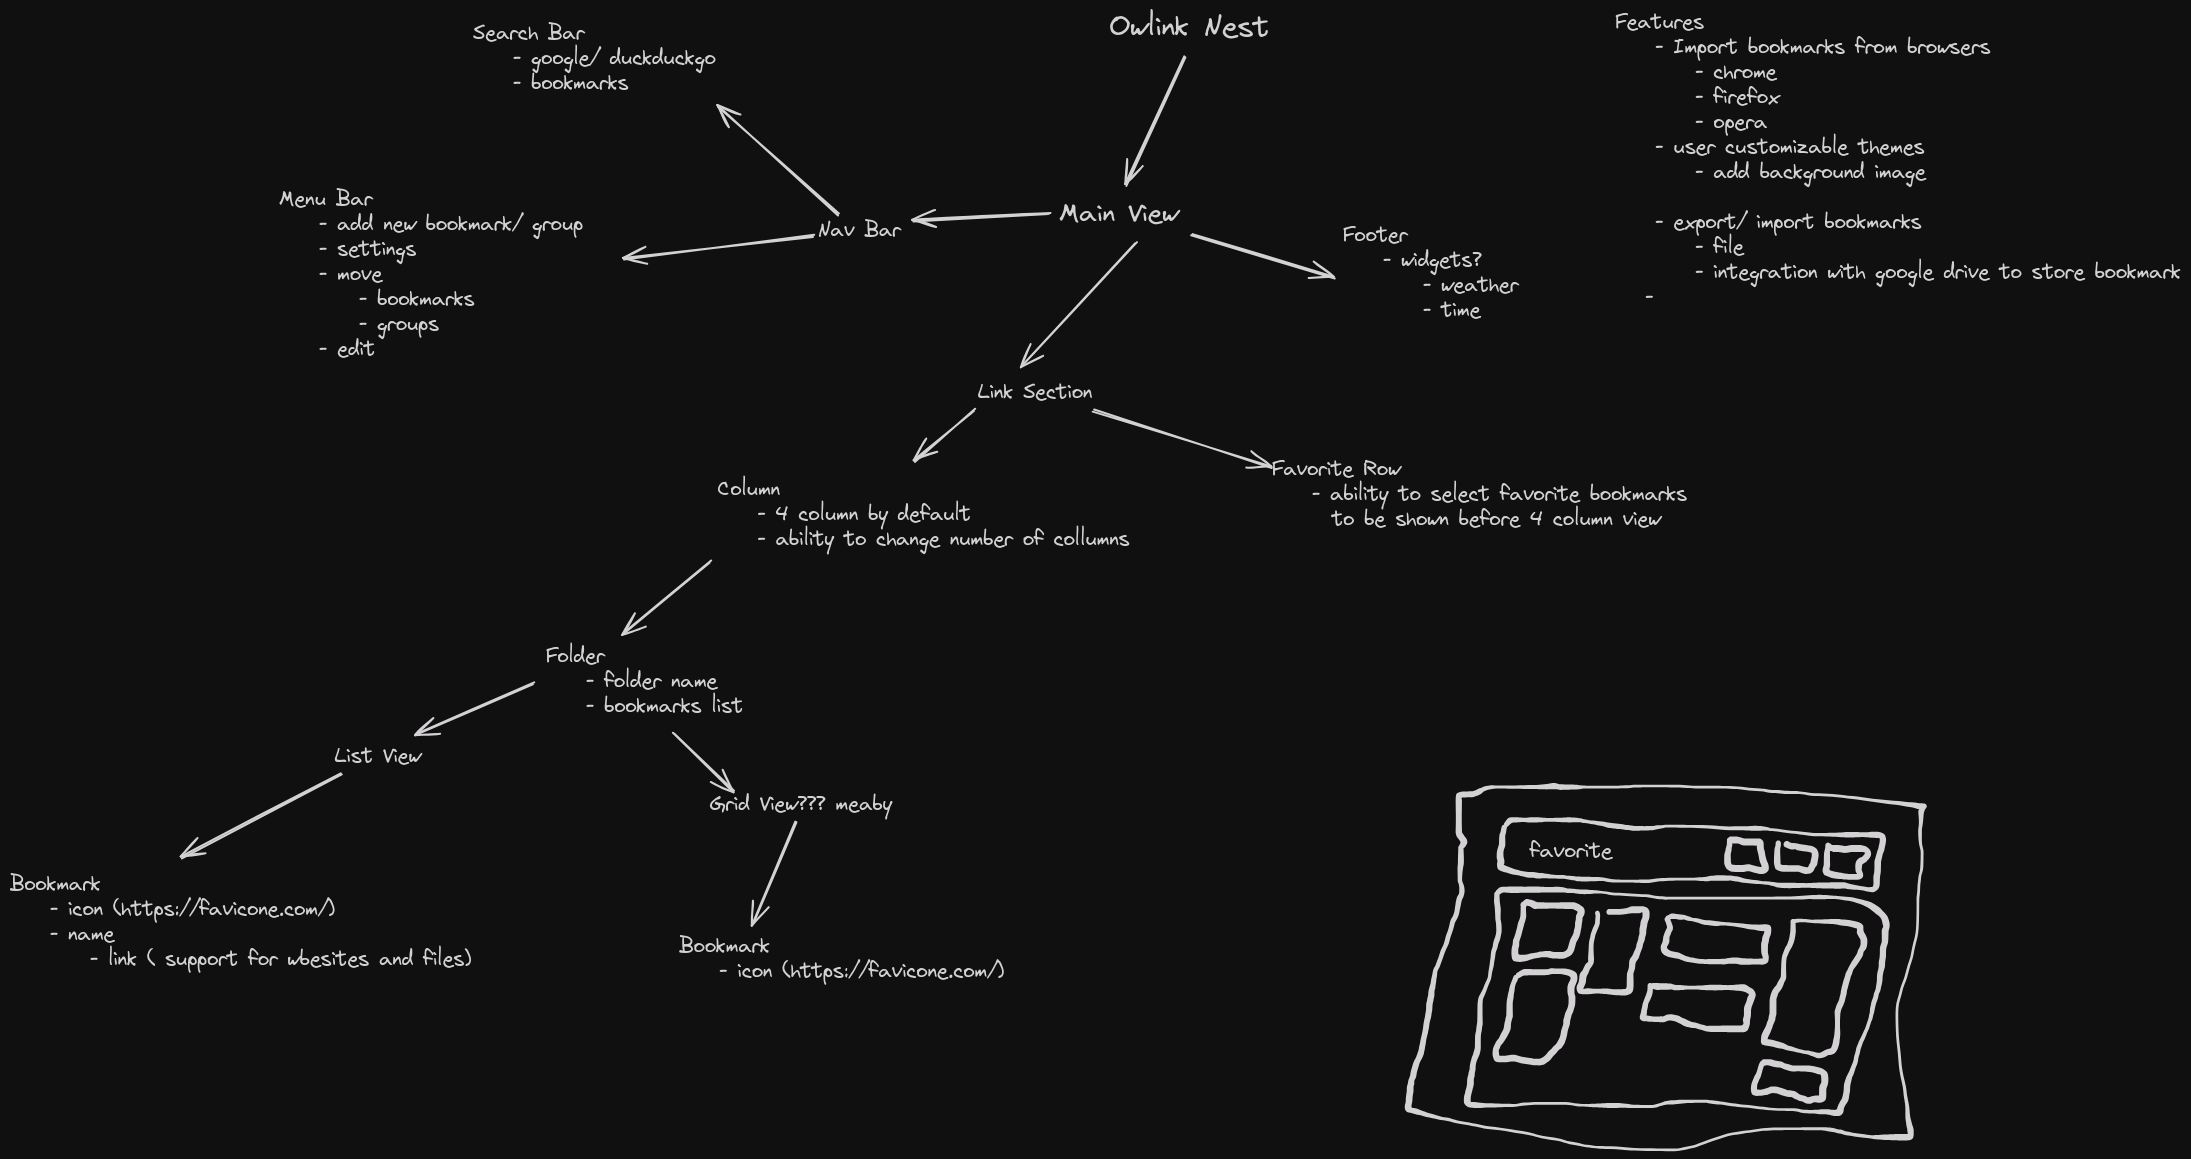 Owlink Nest
Search Bar
- google/ duckduckgo
- bookmarks
Features
- Import bookmarks from browsers
- chrome
- firefox
- opera
- user customizable themes
- add background image
- export/ import bookmarks
- file
- integration with google drive to store bookmark
-
Menu Bar
- add new bookmark/ group
- settings
- move
- bookmarks
- groups
- edit
Nav Bar
Main View
Footer
- widgets?
- weather
- time
Link Section
Column
- 4 column by default
- ability to change number of collumns
Favorite Row
- ability to select favorite bookmarks
to be shown before 4 column view
Folder
- folder name
- bookmarks list
List View
Grid View??? meaby
Bookmark
- icon (https://favicone.com/)
- name
- link ( support for wbesites and files)
Bookmark
- icon (https://favicone.com/)
favorite